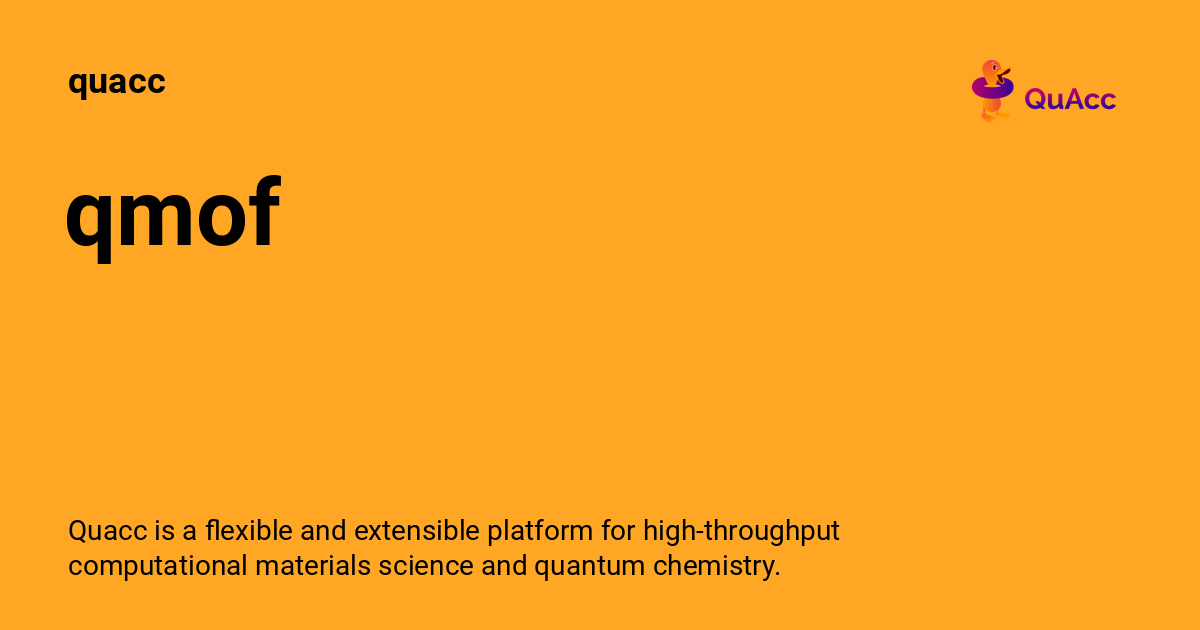 quacc
QuAcc
qmof
Quacc is a flexible and extensible platform for high-throughput
computational materials science and quantum chemistry.